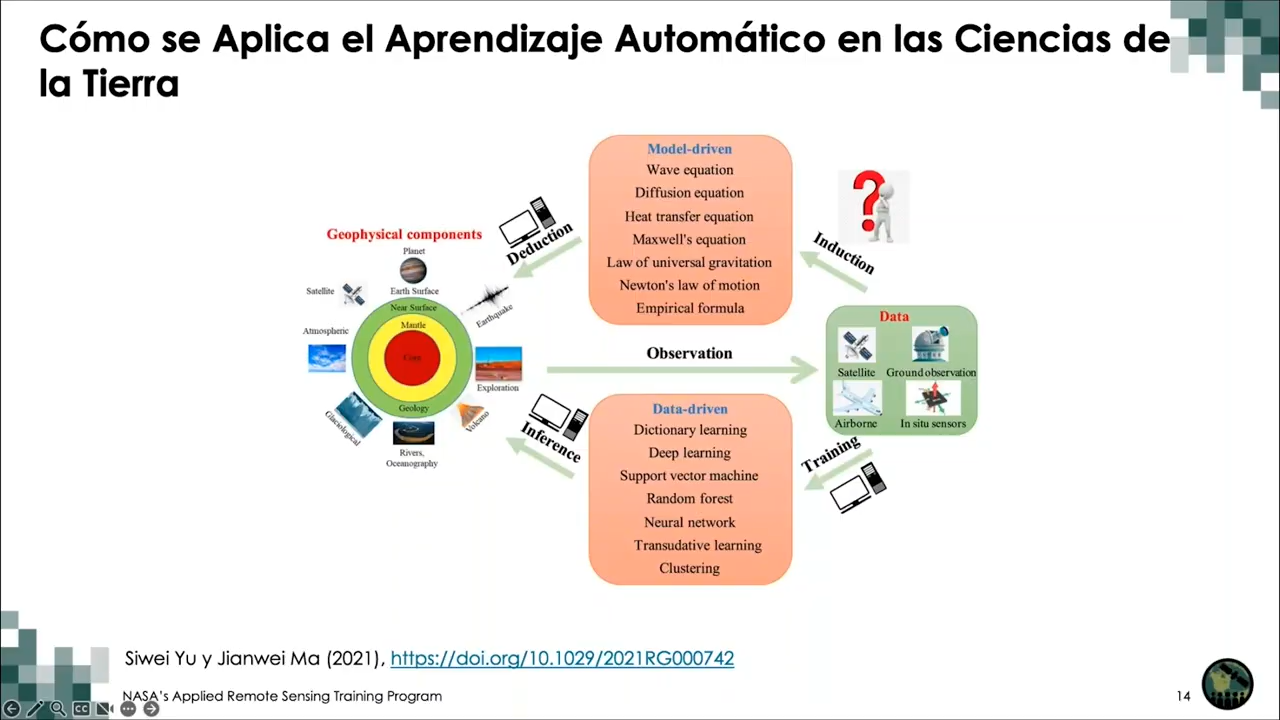 Cómo se Aplica el Aprendizaje Automático en las Ciencias de
la Tierra
Model-driven
Wave equation
Diffusion equation
Heat transfer equation
Maxwell's equation
Law of universal gravitation
Newton's law of motion
Empirical formula
Deduction
Induction
Geophysical components
Planet
Satellite
Earth Surface
Near Surface
Earthquake
Mantle
Atmospheric
Core
Exploration
Geology
Glaciological
Volcano
Rivers,
Oceanography
Observation
Data
Satellite
Ground observation
Airborne
In situ sensors
Inference
Training
Data-driven
Dictionary learning
Deep learning
Support vector machine
Random forest
Neural network
Transudative learning
Clustering
Siwei Yu y Jianwei Ma (2021), https://doi.org/10.1029/2021RG000742
NASA's Applied Remote Sensing Training Program
14
CC